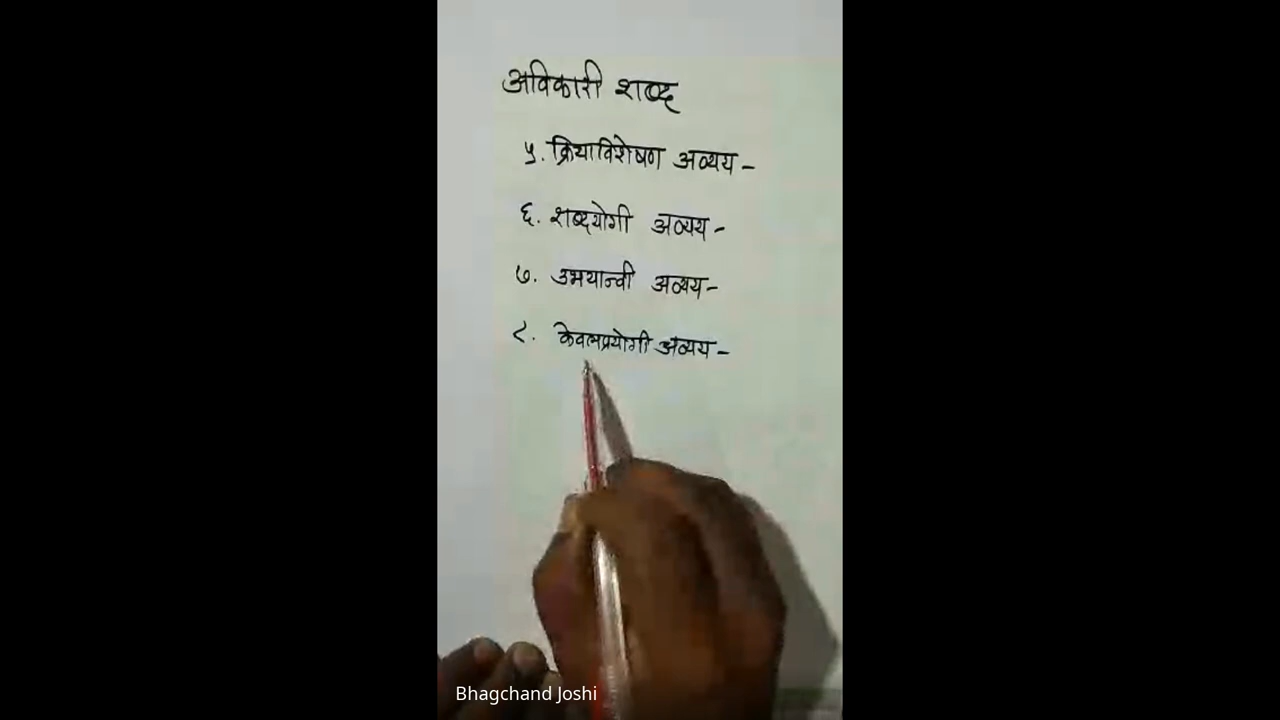 अविकारी शब्द
५. क्रियाविशेषण अव्यय -
६. शब्दयोगी अव्यय -
७. उभयान्वी अव्यय -
८. केवलप्रयोगी अव्यय -
Bhagchand Joshi